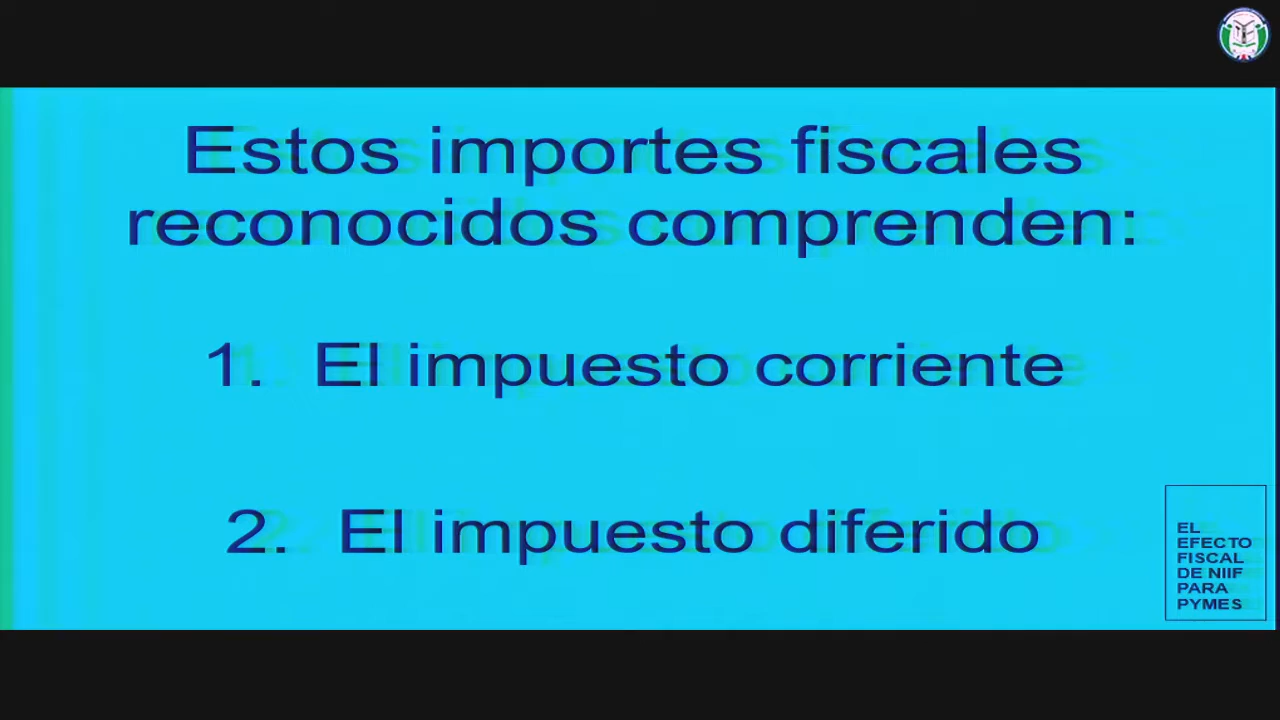 Estos importes fiscales
reconocidos comprenden:
1. El impuesto corriente
2. El impuesto diferido
EL
EFECTO
FISCAL
DE NIIF
PARA
PYMES